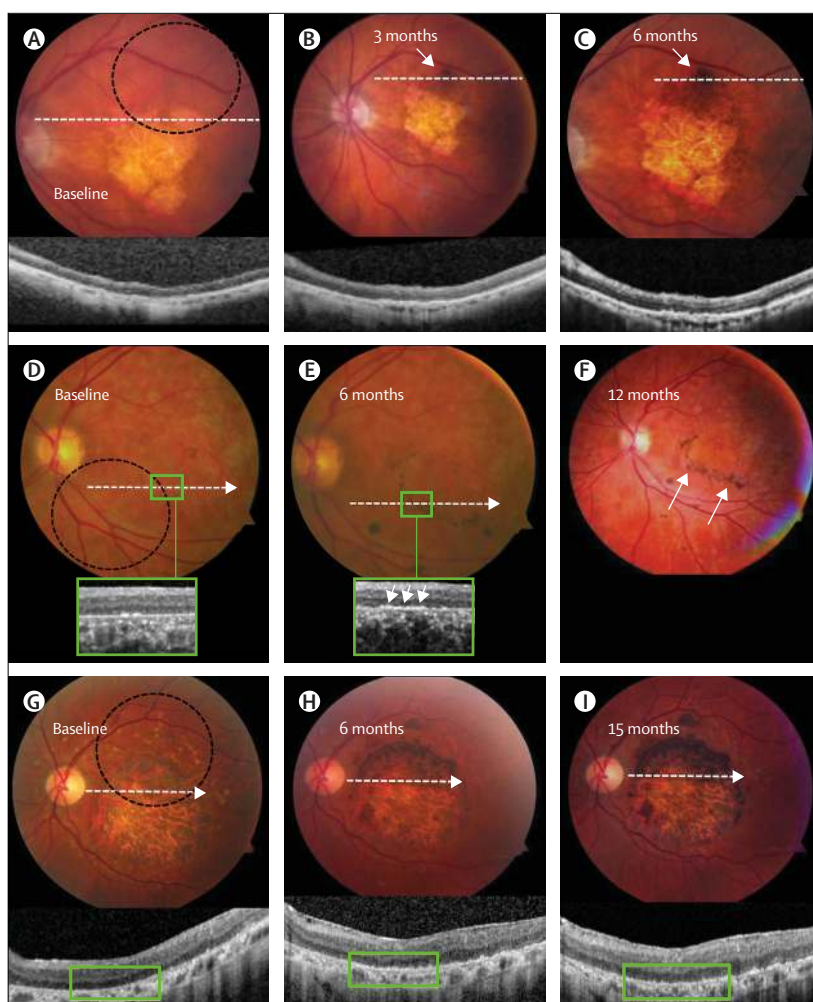 A
Baseline
B
3 months
C
6 months
D
Baseline
E
6 months
F
12 months
G
Baseline
H
6 months
I
15 months